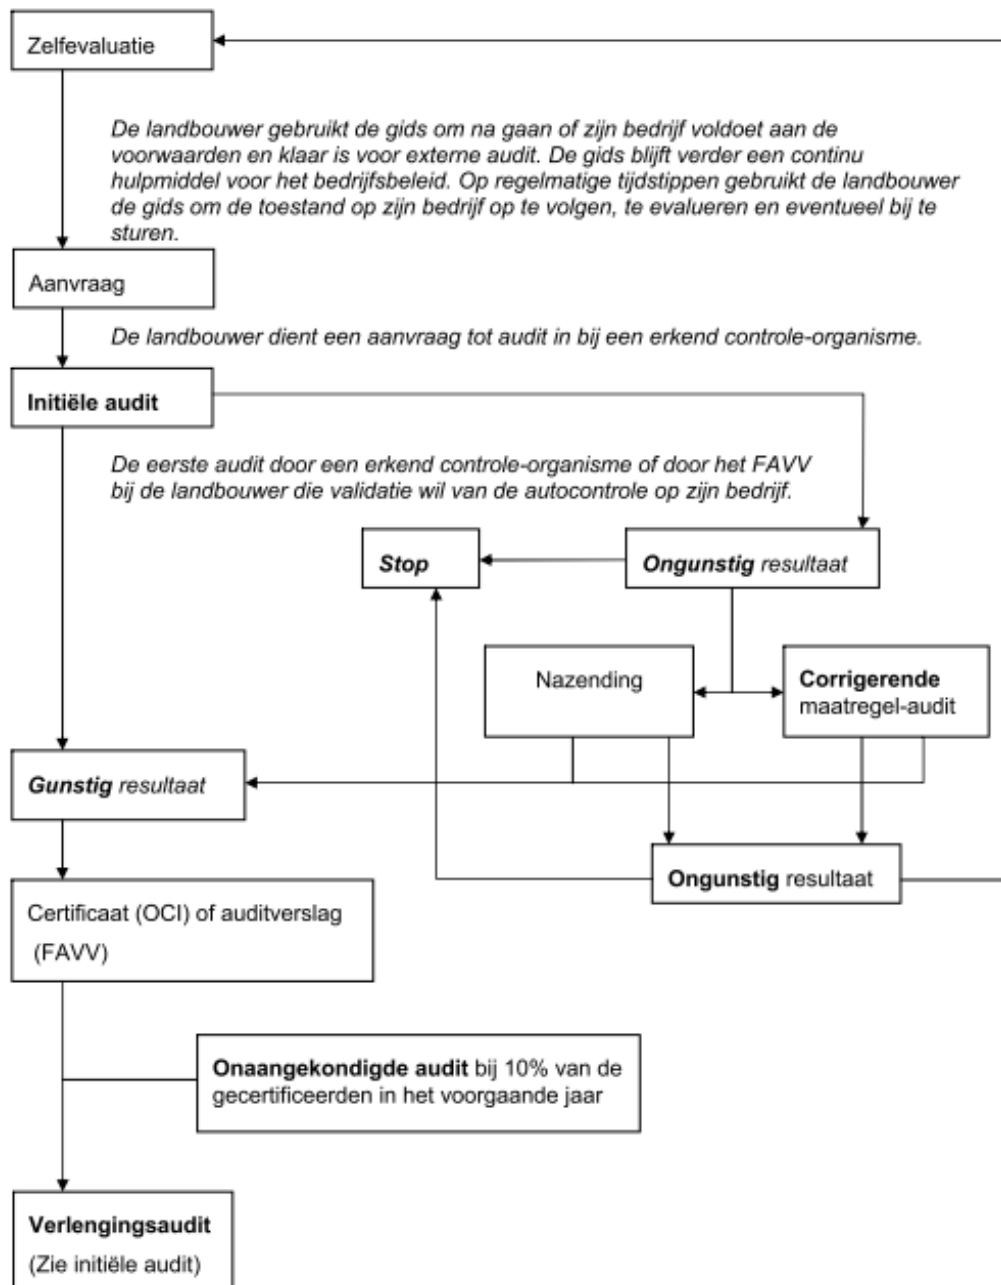 Zelfevaluatie
De landbouwer gebruikt de gids om na gaan of zijn bedrijf voldoet aan de
voorwaarden en klaar is voor externe audit. De gids blijft verder een continu
hulpmiddel voor het bedrijfsbeleid. Op regelmatige tijdstippen gebruikt de landbouwer
de gids om de toestand op zijn bedrijf op te volgen, te evalueren en eventueel bij te
sturen.
Aanvraag
De landbouwer dient een aanvraag tot audit in bij een erkend controle-organisme.
Initiële audit
De eerste audit door een erkend controle-organisme of door het FAVV
bij de landbouwer die validatie wil van de autocontrole op zijn bedrijf.
Stop
Ongunstig resultaat
Nazending
Corrigerende
maatregel-audit
Gunstig resultaat
Ongunstig resultaat
Certificaat (OCI) of auditverslag
(FAVV)
Onaangekondigde audit bij 10% van de
gecertificeerden in het voorgaande jaar
Verlengingsaudit
(Zie initiële audit)